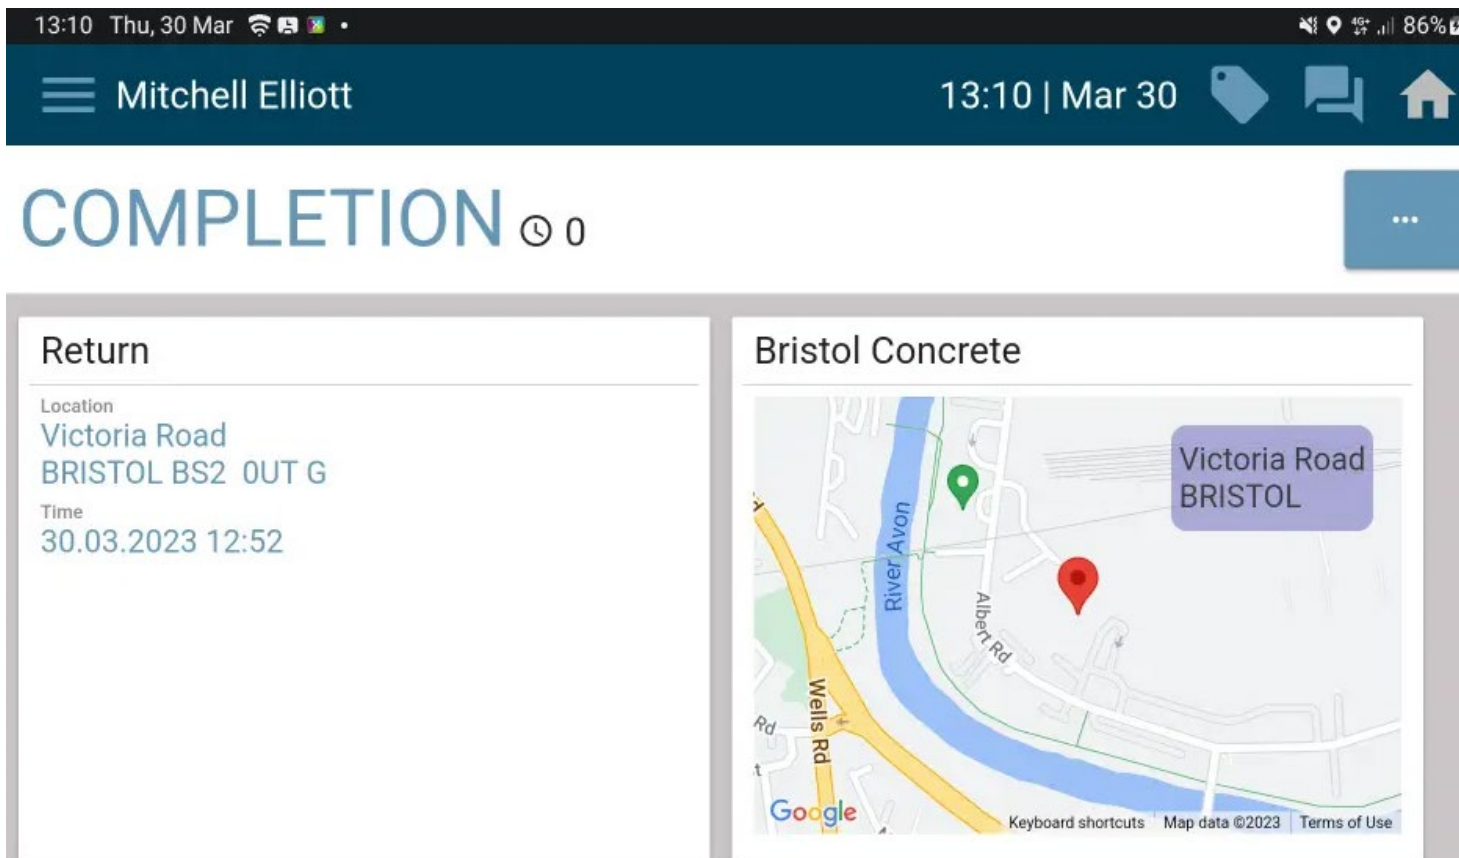 13:10 Thu, 30 Mar
4G+ 86%
Mitchell Elliott
13:10 | Mar 30
COMPLETION 0
...
Return
Location
Victoria Road
BRISTOL BS2  0UT G
Time
30.03.2023 12:52
Bristol Concrete
Victoria Road
BRISTOL
River Avon
Albert Rd
Wells Rd
Rd
t
Google
Keyboard shortcuts
Map data ©2023
Terms of Use